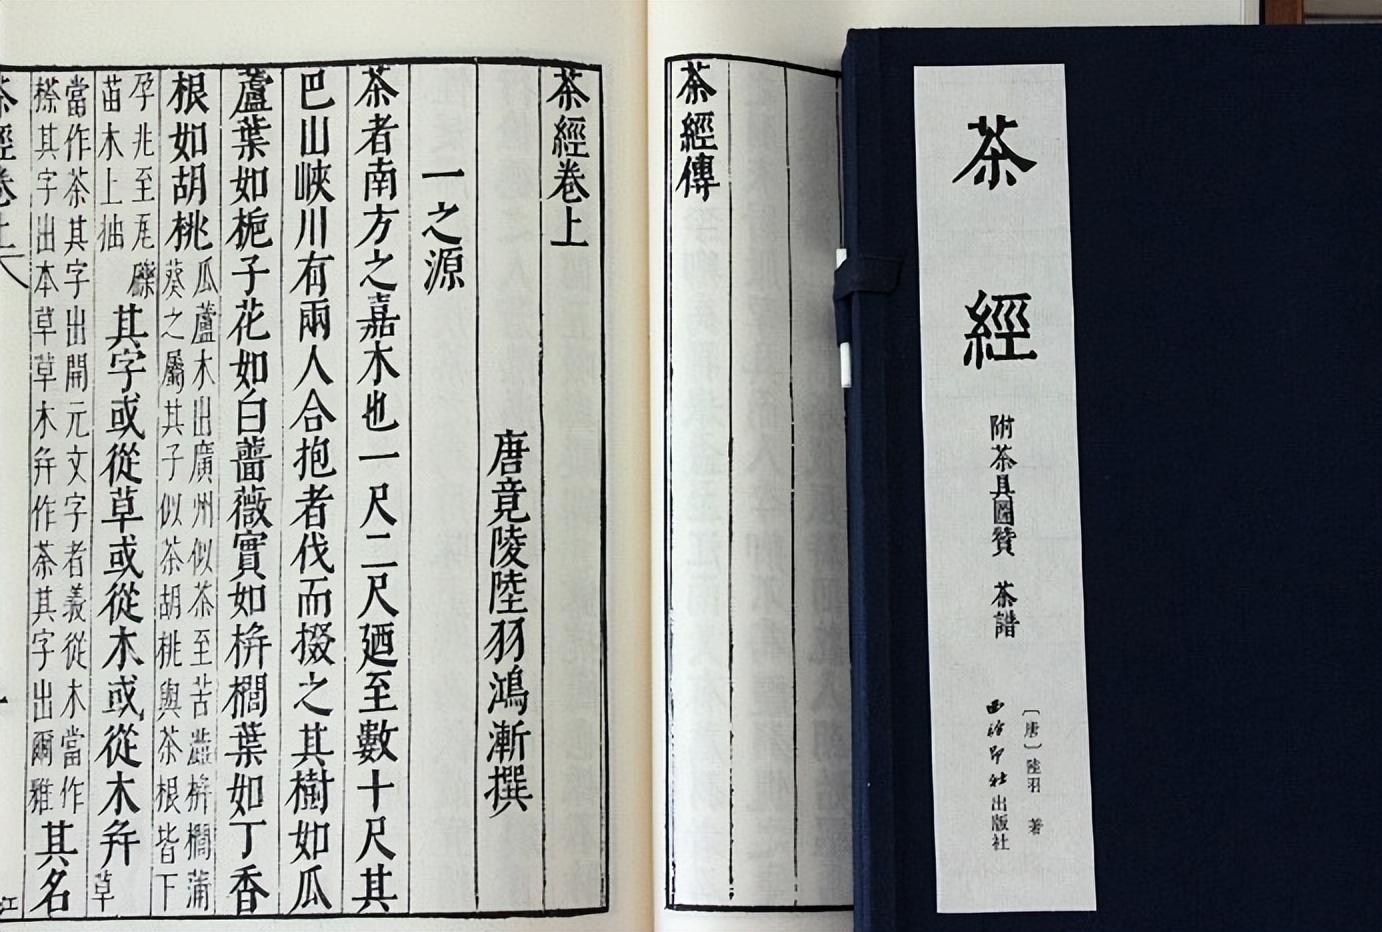 茶經
附茶具圖贊 茶譜
〔唐〕陸羽 著
西泠印社出版社
茶經傳
茶經卷上
唐竟陵陸羽鴻漸撰
一之源
茶者南方之嘉木也一尺二尺廼至數十尺其
巴山峽川有兩人合抱者伐而掇之其樹如瓜
蘆葉如梔子花如白薔薇實如栟櫚葉如丁香
根如胡桃瓜蘆木出廣州似茶至苦澁栟櫚蒲
葵之屬其子似茶胡桃與茶根皆下
孕兆至瓦礫
苗木上抽其字或從草或從木或從木并草
當作茶其字出開元文字者義從木當作
其字出本草草木并作荼其字出爾雅其名
茶經卷上
江